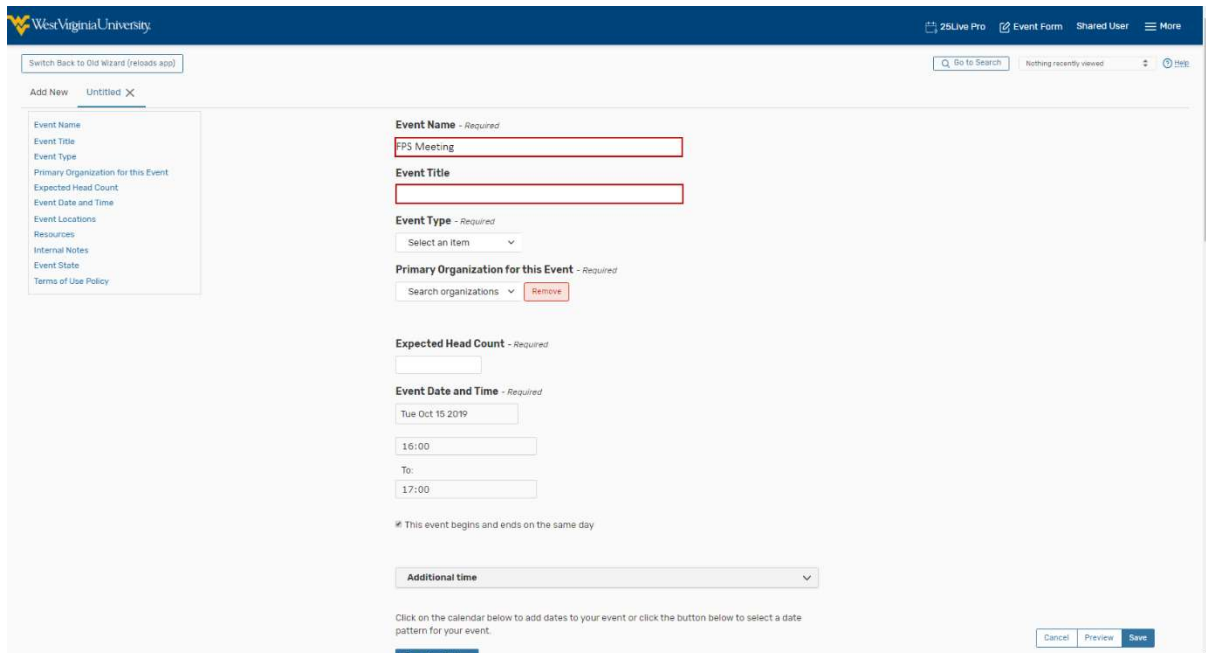 WestVirginiaUniversity.
25Live Pro Event Form Shared User More
Switch Back to Old Wizard (reloads app)
Go to Search Nothing recently viewed Help
Add New Untitled
Event Name
Event Title
Event Type
Primary Organization for this Event
Expected Head Count
Event Date and Time
Event Locations
Resources
Internal Notes
Event State
Terms of Use Policy
Event Name - Required
FPS Meeting
Event Title
Event Type - Required
Select an item
Primary Organization for this Event - Required
Search organizations Remove
Expected Head Count - Required
Event Date and Time - Required
Tue Oct 15 2019
16:00
To:
17:00
This event begins and ends on the same day
Additional time
Click on the calendar below to add dates to your event or click the button below to select a date
pattern for your event.
Cancel Preview Save